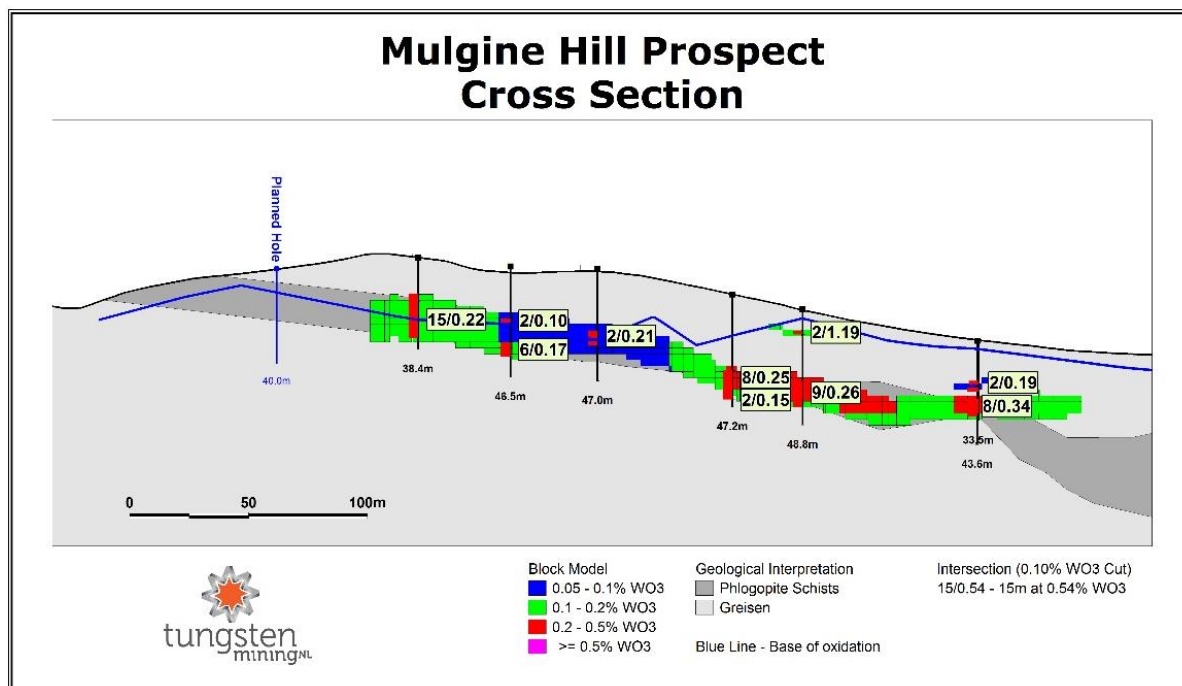 Mulgine Hill Prospect
Cross Section
Planned Hole
15/0.22
2/0.10
2/0.21
6/0.17
2/1.19
8/0.25
2/0.15
9/0.26
2/0.19
8/0.34
40.0m
38.4m
46.5m
47.0m
47.2m
48.8m
33.5m
43.6m
0 50 100m
Block Model
0.05 - 0.1% WO3
0.1 - 0.2% WO3
0.2 - 0.5% WO3
>= 0.5% WO3
Geological Interpretation
Phlogopite Schists
Greisen
Blue Line - Base of oxidation
Intersection (0.10% WO3 Cut)
15/0.54 - 15m at 0.54% WO3
tungsten
mining NL